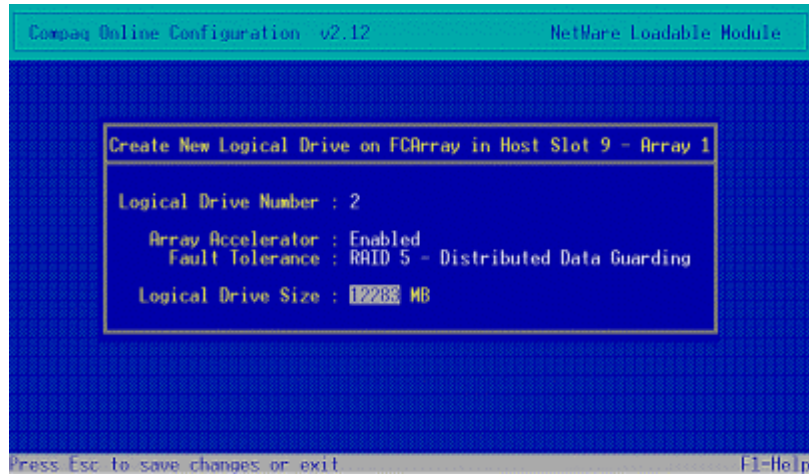 Compaq Online Configuration v2.12 NetWare Loadable Module
Create New Logical Drive on FCArray in Host Slot 9 - Array 1
Logical Drive Number : 2
Array Accelerator : Enabled
Fault Tolerance : RAID 5 - Distributed Data Guarding
Logical Drive Size : 12283 MB
Press Esc to save changes or exit F1-Help